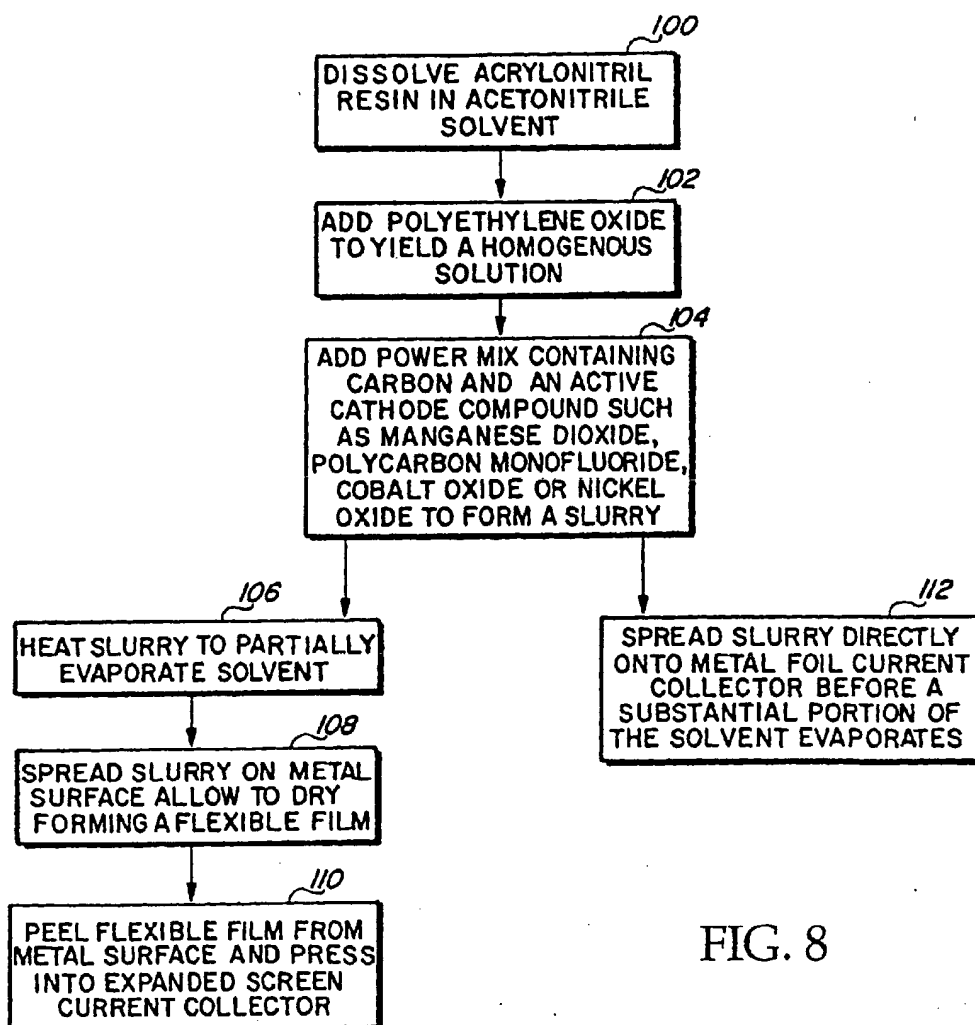 100
DISSOLVE ACRYLONITRIL
RESIN IN ACETONITRILE
SOLVENT
102
ADD POLYETHYLENE OXIDE
TO YIELD A HOMOGENOUS
SOLUTION
104
ADD POWER MIX CONTAINING
CARBON AND AN ACTIVE
CATHODE COMPOUND SUCH
AS MANGANESE DIOXIDE,
POLYCARBON MONOFLUORIDE,
COBALT OXIDE OR NICKEL
OXIDE TO FORM A SLURRY
106
HEAT SLURRY TO PARTIALLY
EVAPORATE SOLVENT
108
SPREAD SLURRY ON METAL
SURFACE ALLOW TO DRY
FORMING A FLEXIBLE FILM
110
PEEL FLEXIBLE FILM FROM
METAL SURFACE AND PRESS
INTO EXPANDED SCREEN
CURRENT COLLECTOR
112
SPREAD SLURRY DIRECTLY
ONTO METAL FOIL CURRENT
COLLECTOR BEFORE A
SUBSTANTIAL PORTION OF
THE SOLVENT EVAPORATES
FIG. 8